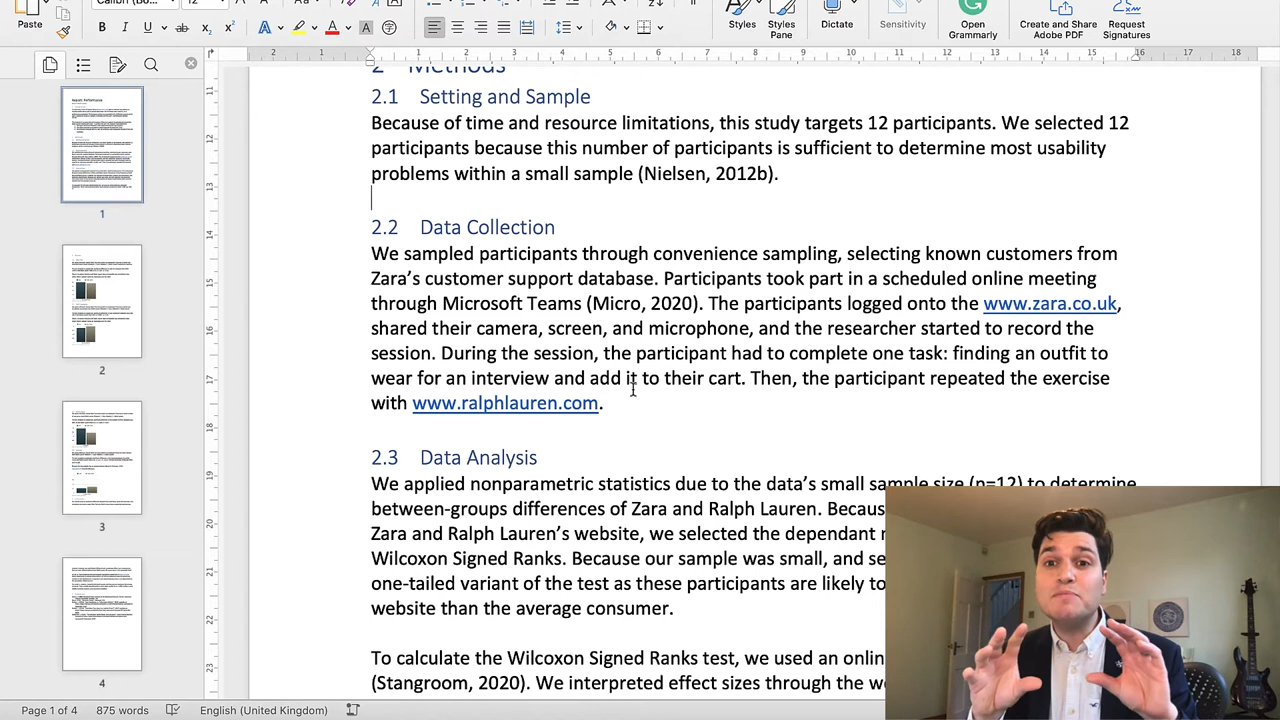 Styles
Styles
Pane
Dictate
Sensitivity
Open
Grammarly
Create and Share
Adobe PDF
Request
Signatures
2 Methods
2.1 Setting and Sample
Because of time and resource limitations, this study targets 12 participants. We selected 12
participants because this number of participants is sufficient to determine most usability
problems within a small sample (Nielsen, 2012b).
2.2 Data Collection
We sampled participants through convenience sampling, selecting known customers from
Zara’s customer support database. Participants took part in a scheduled online meeting
through Microsoft Teams (Micro, 2020). The participants logged onto the www.zara.co.uk,
shared their camera, screen, and microphone, and the researcher started to record the
session. During the session, the participant had to complete one task: finding an outfit to
wear for an interview and add it to their cart. Then, the participant repeated the exercise
with www.ralphlauren.com.
2.3 Data Analysis
We applied nonparametric statistics due to the data’s small sample size (n=12) to determine
between-groups differences of Zara and Ralph Lauren. Becaus
Zara and Ralph Lauren’s website, we selected the dependant
Wilcoxon Signed Ranks. Because our sample was small, and se
one-tailed variant of the test as these participants are likely to
website than the average consumer.
To calculate the Wilcoxon Signed Ranks test, we used an onlin
(Stangroom, 2020). We interpreted effect sizes through the w
1
2
3
4
Page 1 of 4 875 words English (United Kingdom)